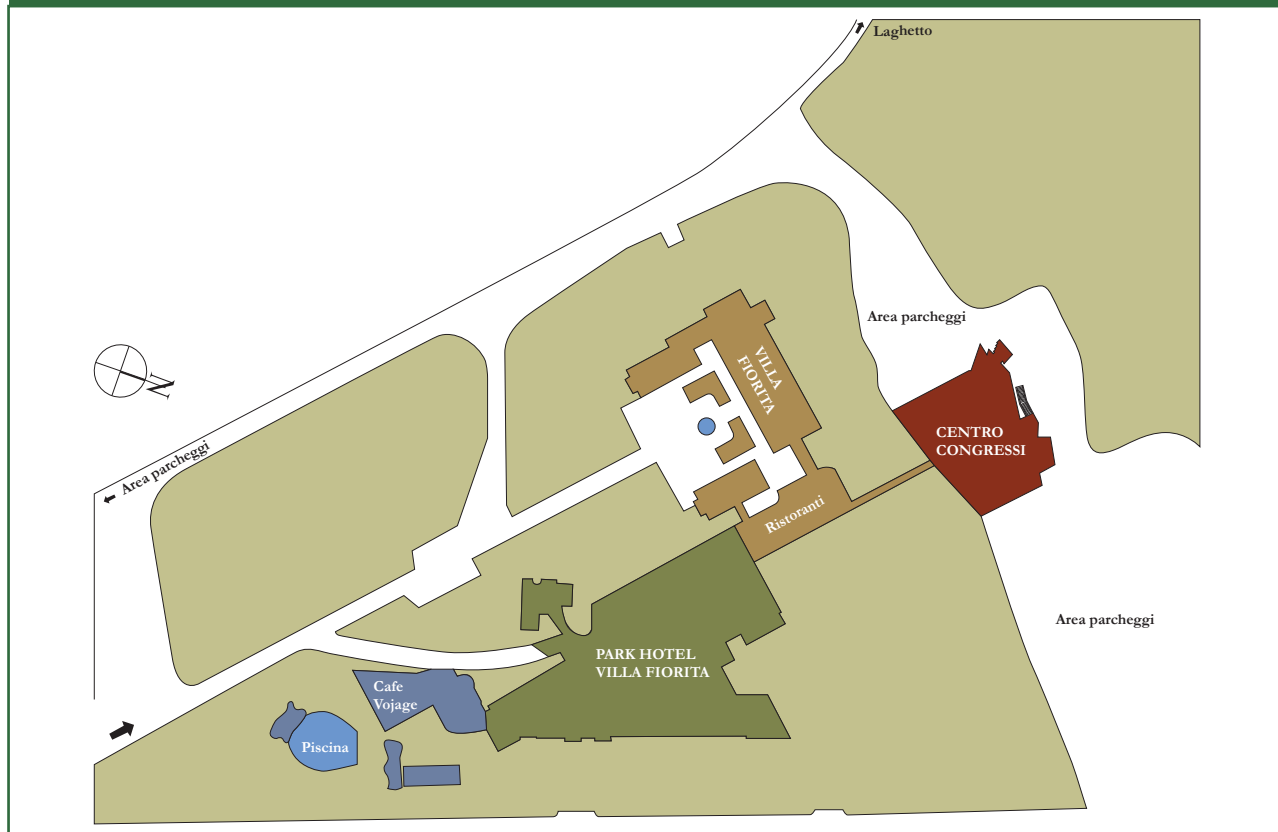 Laghetto
Area parcheggi
VILLA
FIORITA
N
CENTRO
CONGRESSI
Area parcheggi
Ristoranti
Area parcheggi
PARK HOTEL
VILLA FIORITA
Cafe
Vojage
Piscina